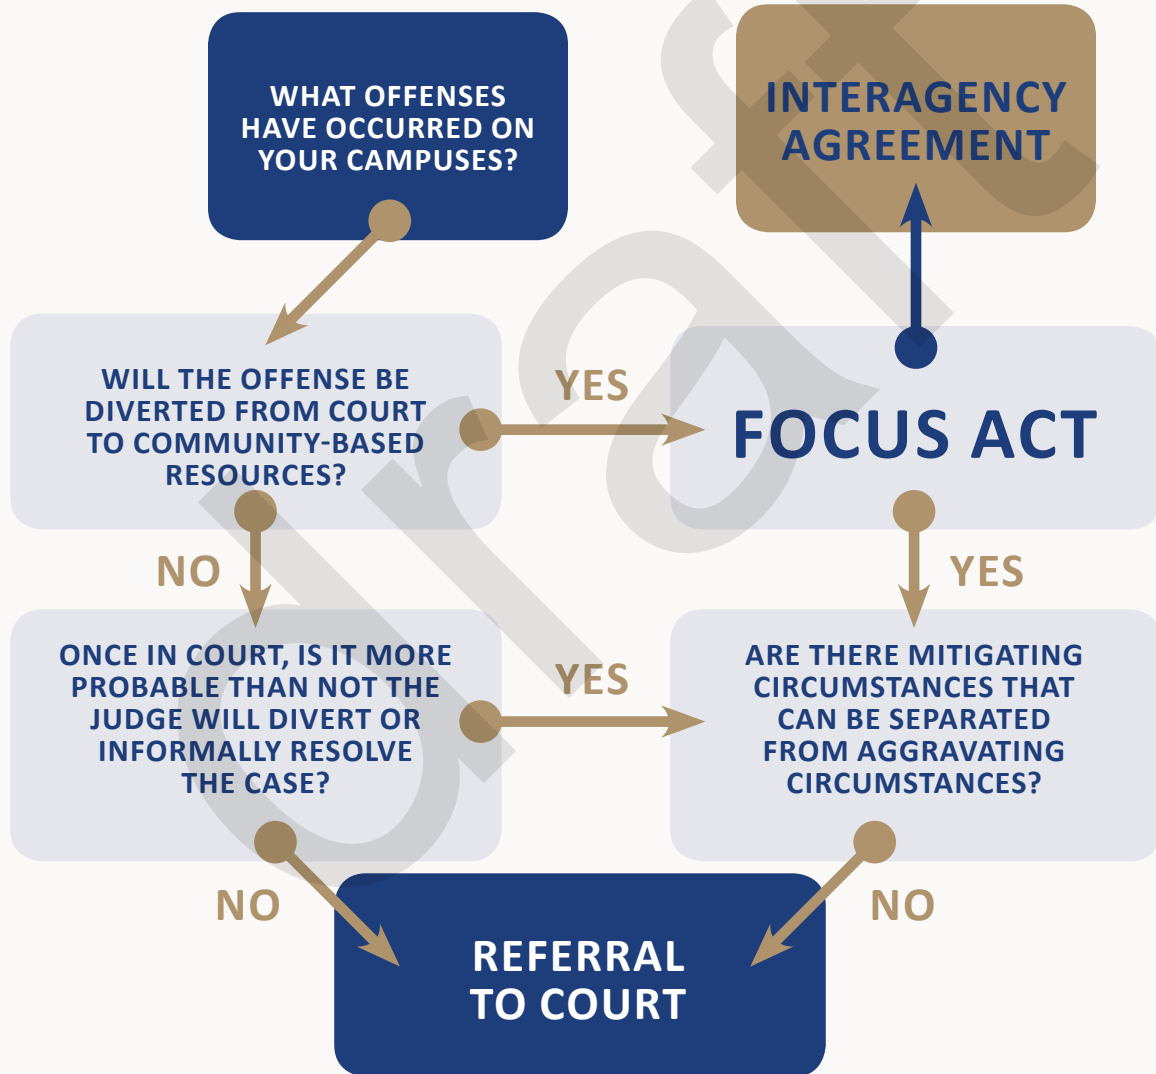 WHAT OFFENSES
HAVE OCCURRED ON
YOUR CAMPUSES?
INTERAGENCY
AGREEMENT
WILL THE OFFENSE BE
DIVERTED FROM COURT
TO COMMUNITY-BASED
RESOURCES?
YES
FOCUS ACT
NO
YES
ONCE IN COURT, IS IT MORE
PROBABLE THAN NOT THE
JUDGE WILL DIVERT OR
INFORMALLY RESOLVE
THE CASE?
YES
ARE THERE MITIGATING
CIRCUMSTANCES THAT
CAN BE SEPARATED
FROM AGGRAVATING
CIRCUMSTANCES?
NO
NO
REFERRAL
TO COURT
draft